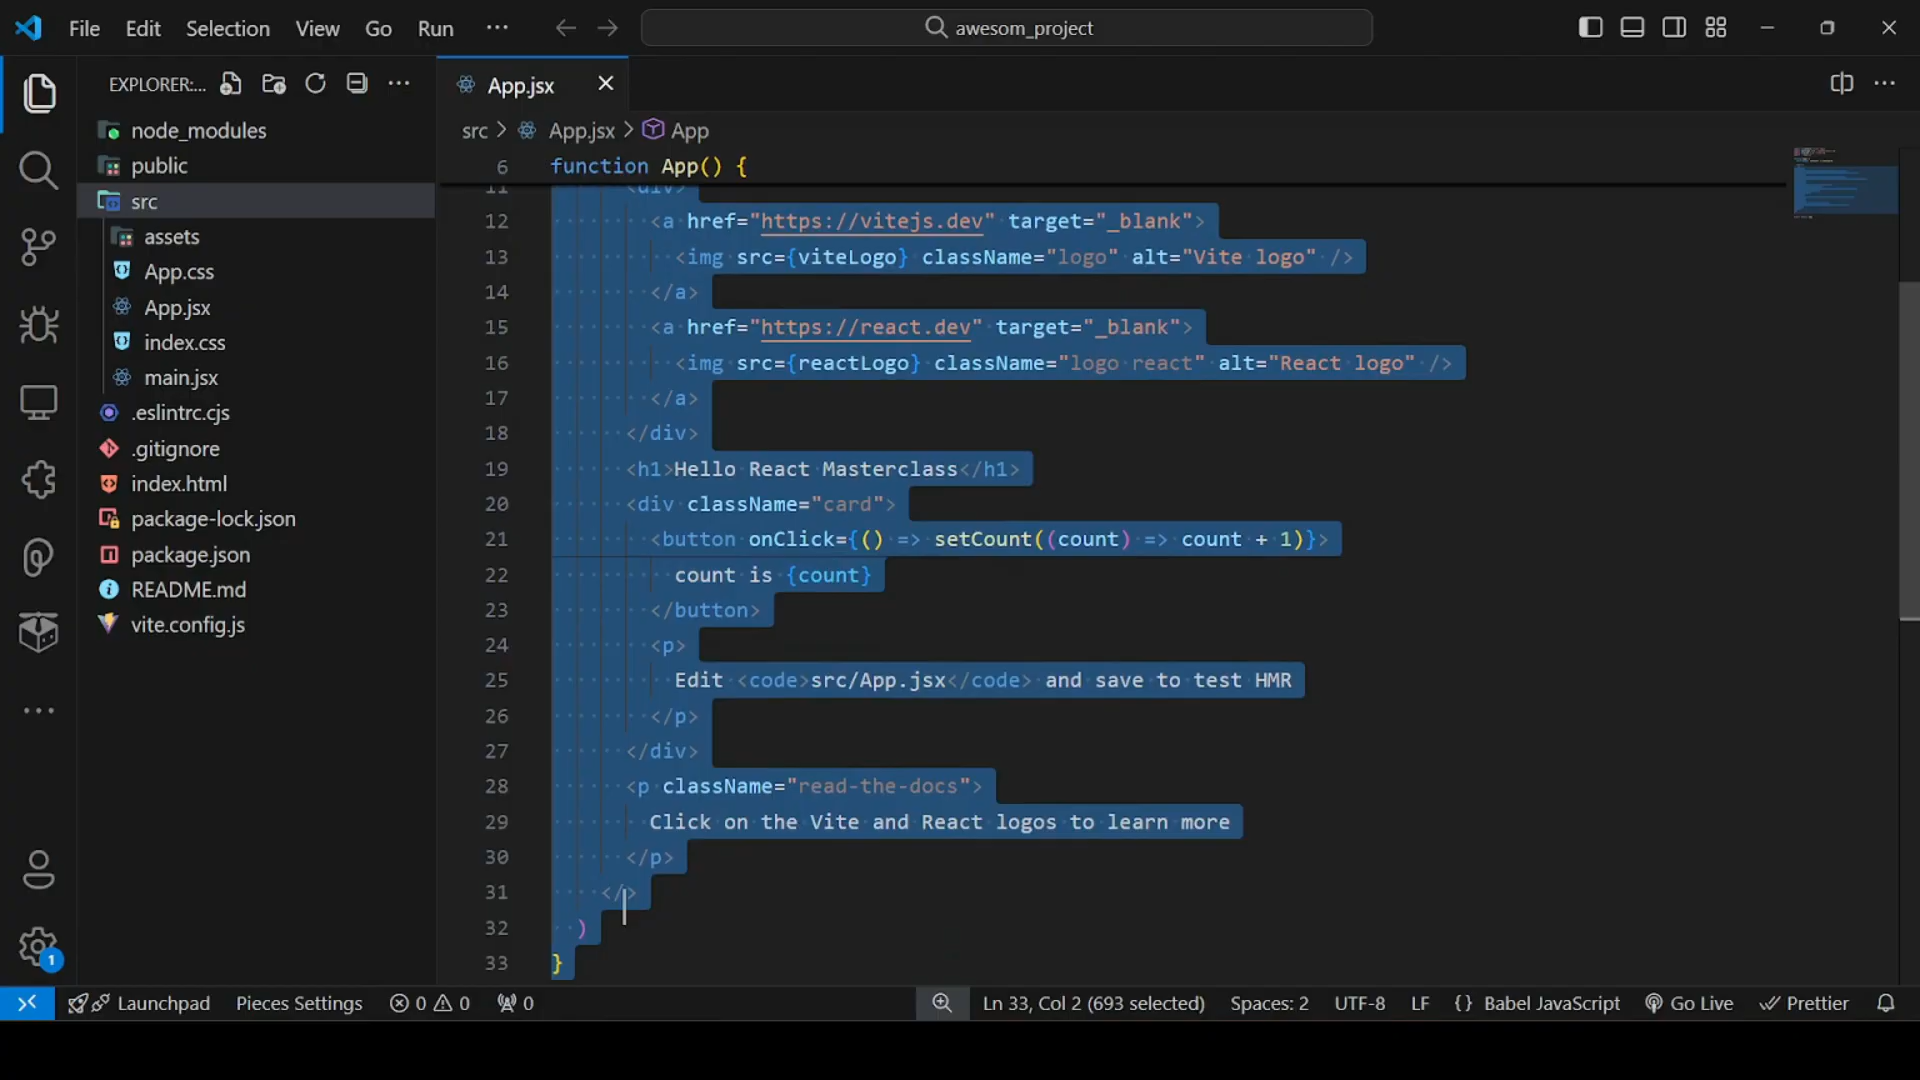 File Edit Selection View Go Run ··· awesom_project
EXPLORER:...
node_modules
public
src
assets
App.css
App.jsx
index.css
main.jsx
.eslintrc.cjs
.gitignore
index.html
package-lock.json
package.json
README.md
vite.config.js
1
App.jsx
src > App.jsx > App
6 function App() {
11 <div>
12 <a href="https://vitejs.dev" target="_blank">
13 <img src={viteLogo} className="logo" alt="Vite logo" />
14 </a>
15 <a href="https://react.dev" target="_blank">
16 <img src={reactLogo} className="logo react" alt="React logo" />
17 </a>
18 </div>
19 <h1>Hello React Masterclass</h1>
20 <div className="card">
21 <button onClick={() => setCount((count) => count + 1)}>
22 count is {count}
23 </button>
24 <p>
25 Edit <code>src/App.jsx</code> and save to test HMR
26 </p>
27 </div>
28 <p className="read-the-docs">
29 Click on the Vite and React logos to learn more
30 </p>
31 </>
32 )
33 }
Launchpad Pieces Settings 0 0 0 Ln 33, Col 2 (693 selected) Spaces: 2 UTF-8 LF {} Babel JavaScript Go Live Prettier